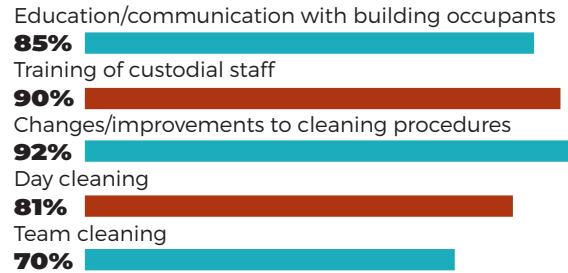 Education/communication with building occupants
85%
Training of custodial staff
90%
Changes/improvements to cleaning procedures
92%
Day cleaning
81%
Team cleaning
70%